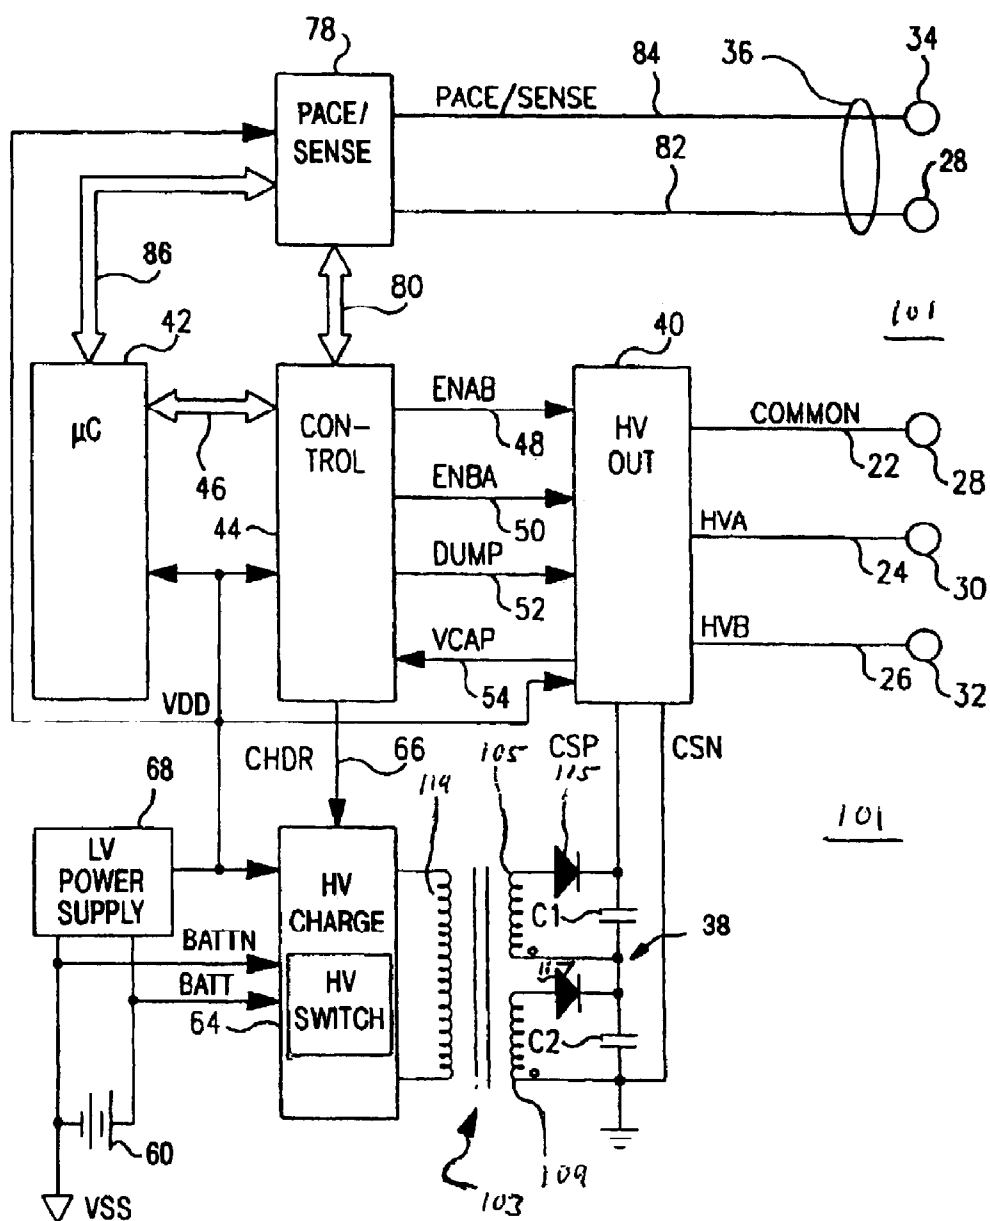 78
PACE/
SENSE
PACE/SENSE
84
36
34
82
28
86
80
101
42
µC
46
CON-
TROL
44
ENAB
48
ENBA
50
DUMP
52
VCAP
54
40
HV
OUT
COMMON
22
28
HVA
24
30
HVB
26
32
VDD
CHDR
66
CSP
CSN
68
LV
POWER
SUPPLY
HV
CHARGE
HV
SWITCH
BATTN
BATT
64
60
VSS
105
115
101
C1
38
117
C2
103
109